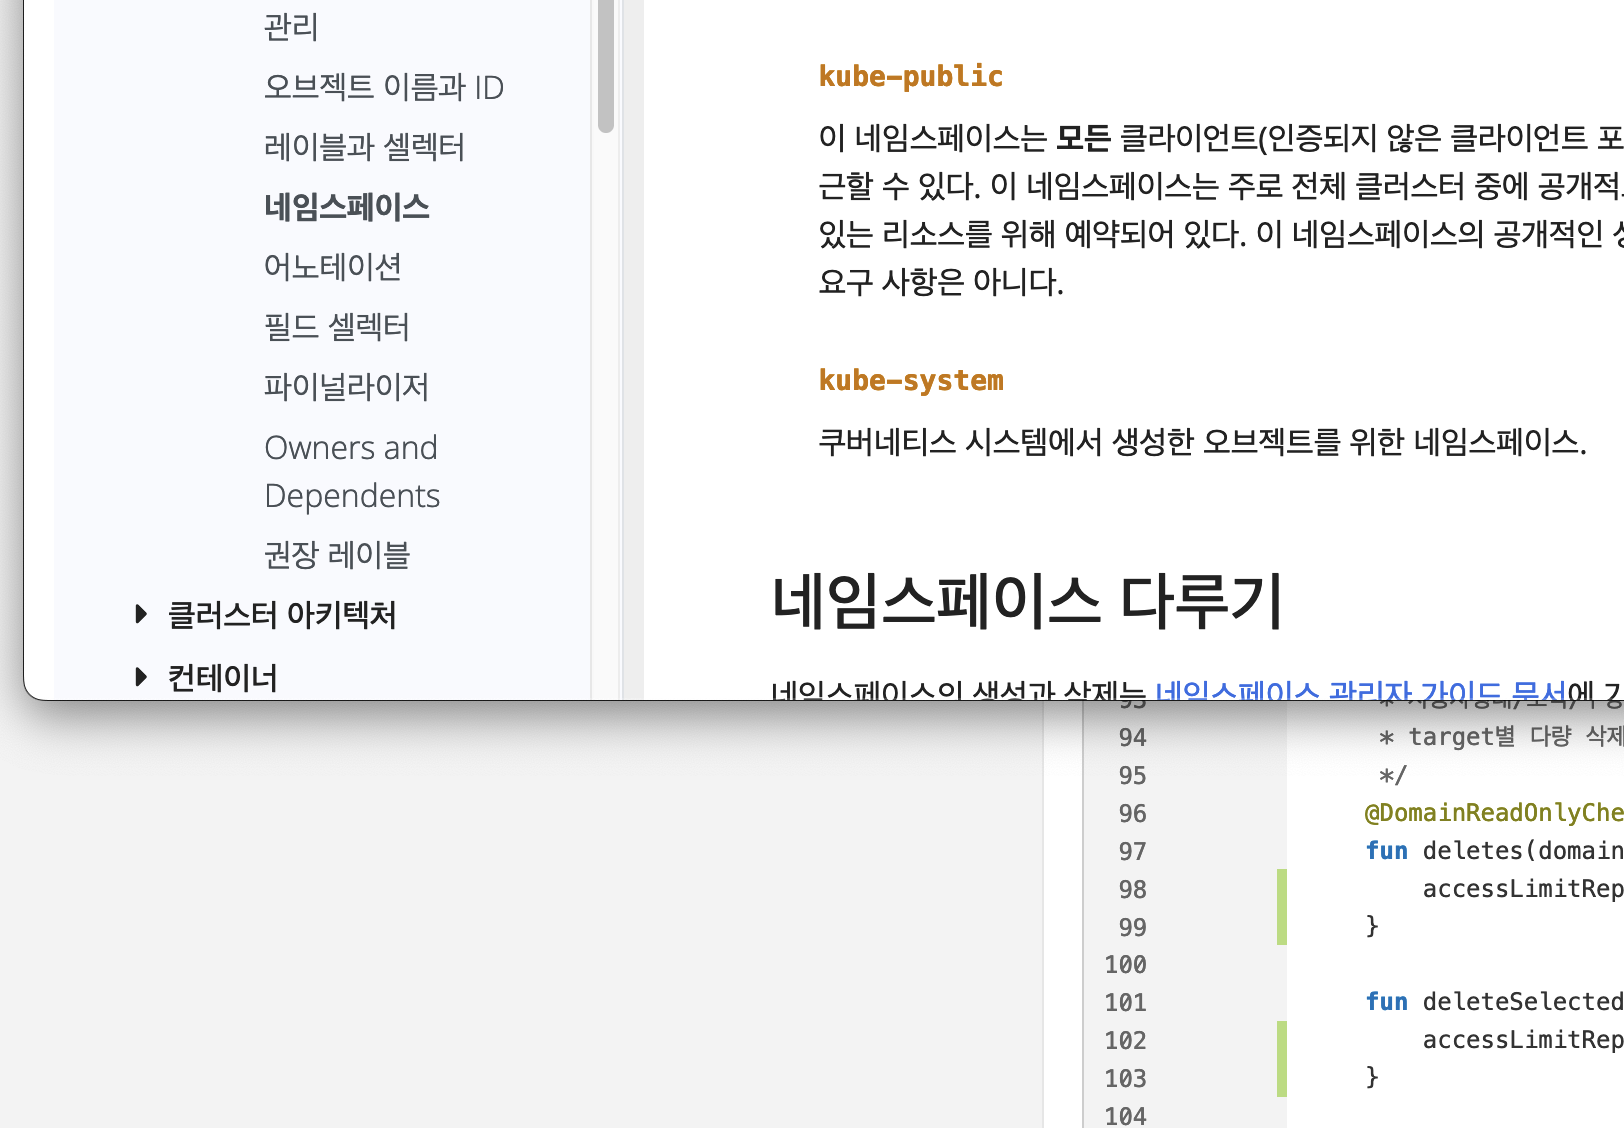 관리
오브젝트 이름과 ID
레이블과 셀렉터
네임스페이스
어노테이션
필드 셀렉터
파이널라이저
Owners and
Dependents
권장 레이블
클러스터 아키텍처
컨테이너
kube-public
이 네임스페이스는 모든 클라이언트(인증되지 않은 클라이언트 포
근할 수 있다. 이 네임스페이스는 주로 전체 클러스터 중에 공개적
있는 리소스를 위해 예약되어 있다. 이 네임스페이스의 공개적인
요구 사항은 아니다.
kube-system
쿠버네티스 시스템에서 생성한 오브젝트를 위한 네임스페이스.
네임스페이스 다루기
네임스페이스의 생성과 삭제는 네임스페이스 관리자 가이드 문서에
93
94 * target별 다량 삭제
95 */
96 @DomainReadOnlyChe
97 fun deletes(domain
98 accessLimitRep
99 }
100
101 fun deleteSelected
102 accessLimitRep
103 }
104